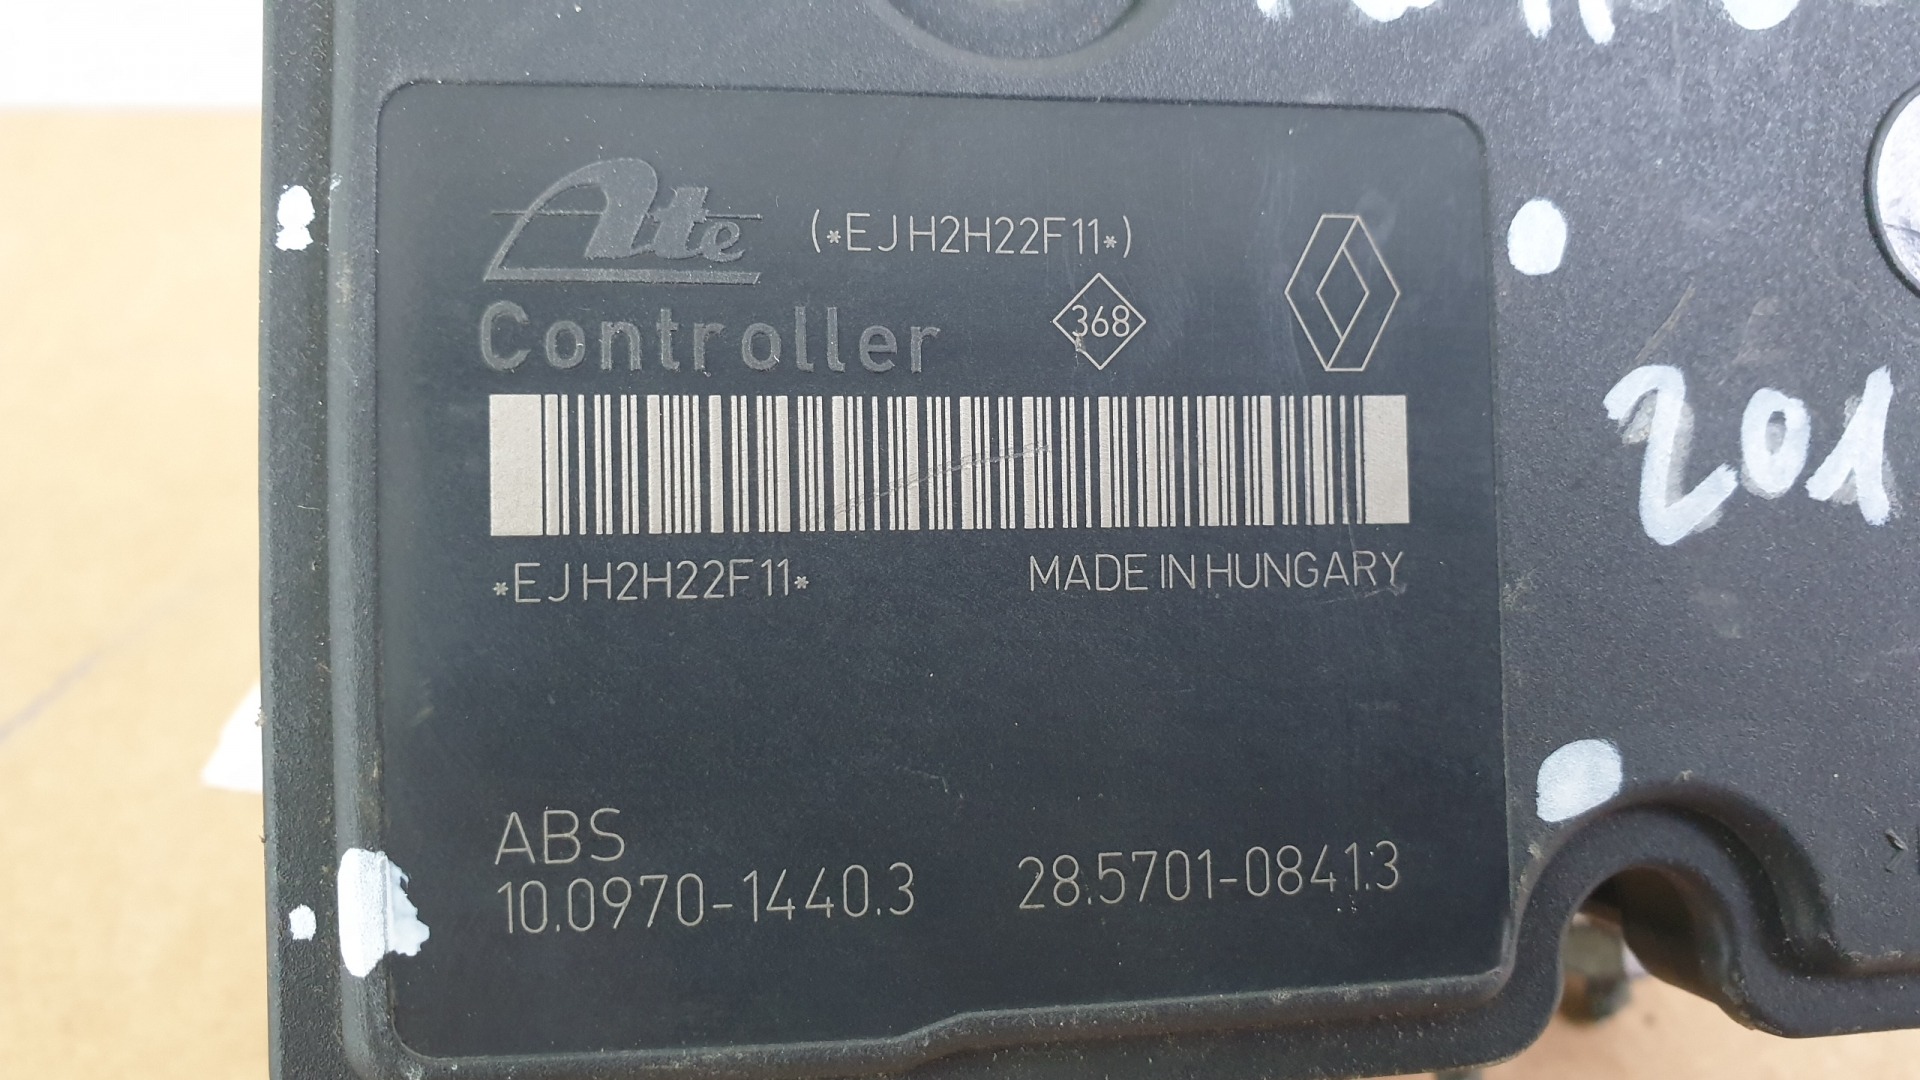 Ate (*EJH2H22F11*)
Controller 368
201
*EJH2H22F11* MADE IN HUNGARY
ABS
10.0970-1440.3 28.5701-0841.3